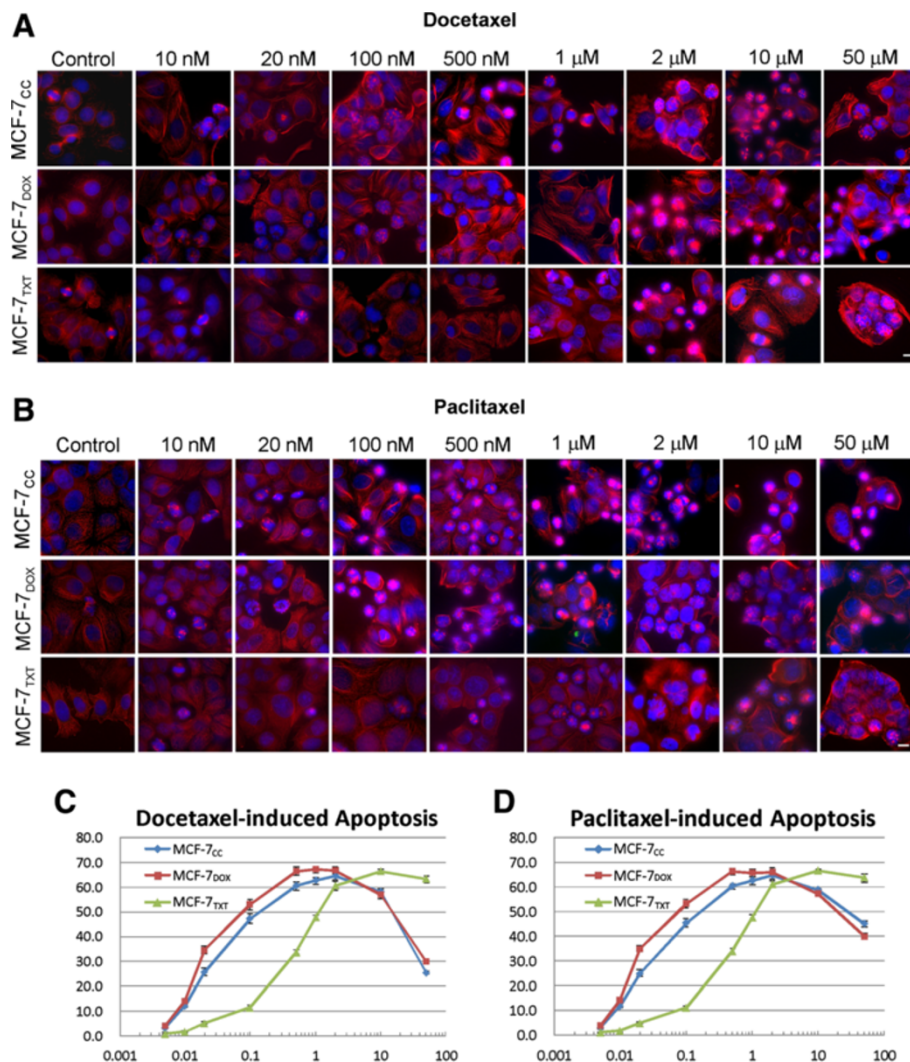 A
Docetaxel
Control 10 nM 20 nM 100 nM 500 nM 1 μM 2 μM 10 μM 50 μM
MCF-7CC
MCF-7DOX
MCF-7TXT
B
Paclitaxel
Control 10 nM 20 nM 100 nM 500 nM 1 μM 2 μM 10 μM 50 μM
MCF-7CC
MCF-7DOX
MCF-7TXT
C
Docetaxel-induced Apoptosis
80.0
70.0
60.0
50.0
40.0
30.0
20.0
10.0
0.0
MCF-7CC
MCF-7DOX
MCF-7TXT
0.001 0.01 0.1 1 10 100
D
Paclitaxel-induced Apoptosis
80.0
70.0
60.0
50.0
40.0
30.0
20.0
10.0
0.0
MCF-7CC
MCF-7DOX
MCF-7TXT
0.001 0.01 0.1 1 10 100